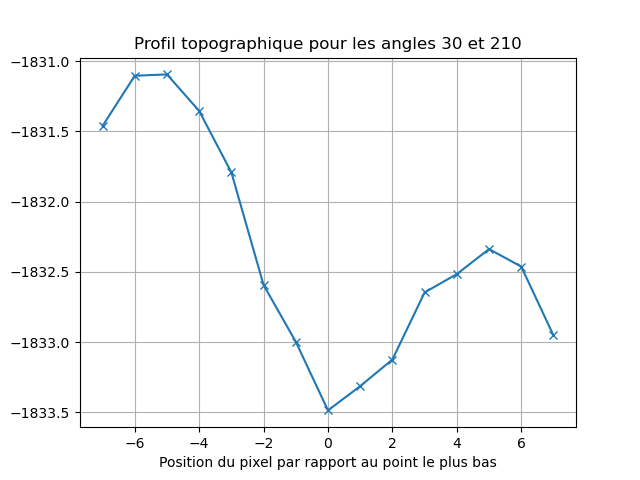 Profil topographique pour les angles 30 et 210
−1831.0
−1831.5
−1832.0
−1832.5
−1833.0
−1833.5
−6 −4 −2 0 2 4 6
Position du pixel par rapport au point le plus bas